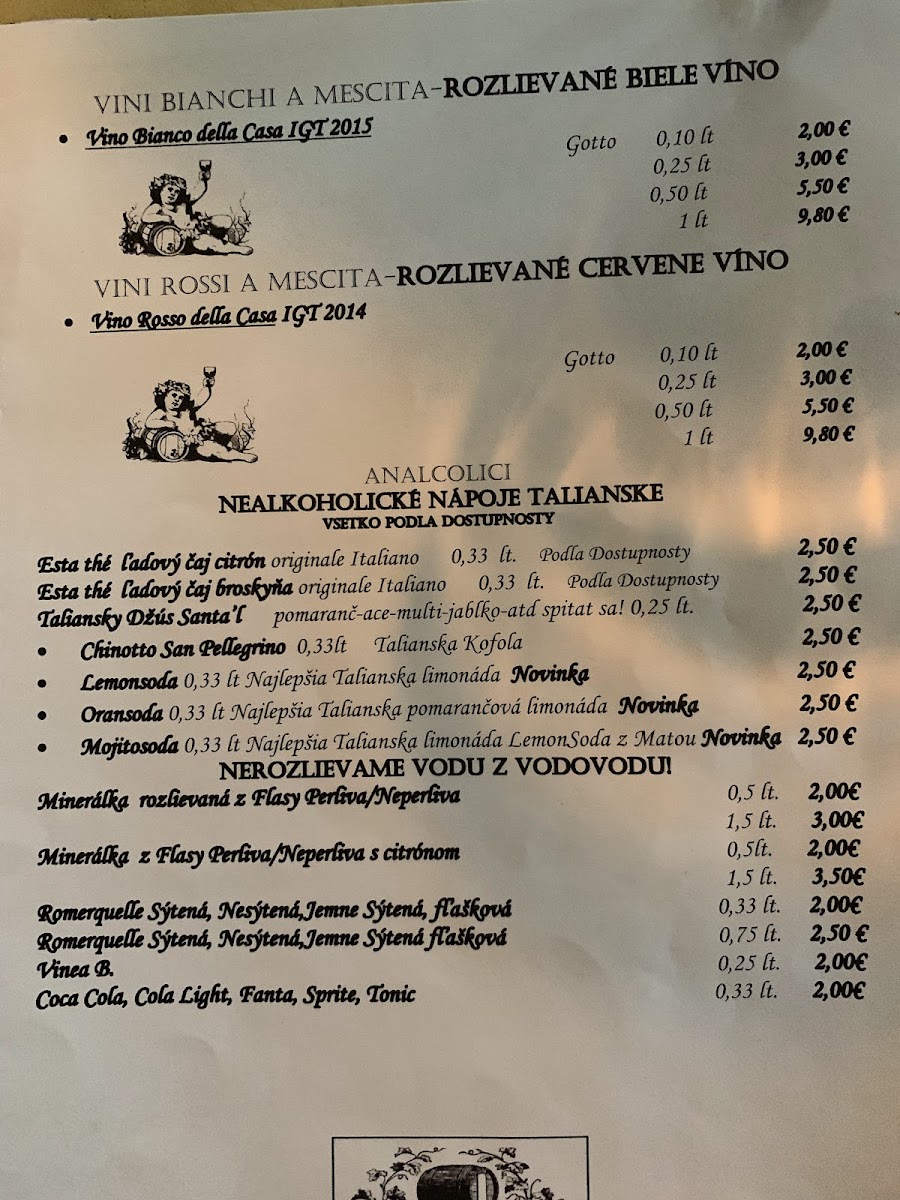 VINI BIANCHI A MESCITA-ROZLIEVANÉ BIELE VÍNO
• Vino Bianco della Casa IGT 2015
Gotto 0,10 lt 2,00 €
0,25 lt 3,00 €
0,50 lt 5,50 €
1 lt 9,80 €
VINI ROSSI A MESCITA-ROZLIEVANÉ CERVENE VÍNO
• Vino Rosso della Casa IGT 2014
Gotto 0,10 lt 2,00 €
0,25 lt 3,00 €
0,50 lt 5,50 €
1 lt 9,80 €
ANALCOLICI
NEALKOHOLICKÉ NÁPOJE TALIANSKE
VSETKO PODLA DOSTUPNOSTY
Esta thé ľadový čaj citrón originale Italiano 0,33 lt. Podľa Dostupnosty 2,50 €
Esta thé ľadový čaj broskyňa originale Italiano 0,33 lt. Podľa Dostupnosty 2,50 €
Taliansky Džús Santa'l pomaranč-ace-multi-jablko-atd spitat sa! 0,25 lt. 2,50 €
• Chinotto San Pellegrino 0,33lt Talianska Kofola 2,50 €
• Lemonsoda 0,33 lt Najlepšia Talianska limonáda Novinka 2,50 €
• Oransoda 0,33 lt Najlepšia Talianska pomarančová limonáda Novinka 2,50 €
• Mojitosoda 0,33 lt Najlepšia Talianska limonáda LemonSoda z Matou Novinka 2,50 €
NEROZLIEVAME VODU Z VODOVODU!
Minerálka rozlievaná z Flasy Perliva/Neperliva 0,5 lt. 2,00€
1,5 lt. 3,00€
Minerálka z Flasy Perliva/Neperliva s citrónom 0,5lt. 2,00€
1,5 lt. 3,50€
Romerquelle Sýtená, Nesýtená,Jemne Sýtená, fľašková 0,33 lt. 2,00€
Romerquelle Sýtená, Nesýtená,Jemne Sýtená fľašková 0,75 lt. 2,50 €
Vinea B. 0,25 lt. 2,00€
Coca Cola, Cola Light, Fanta, Sprite, Tonic 0,33 lt. 2,00€